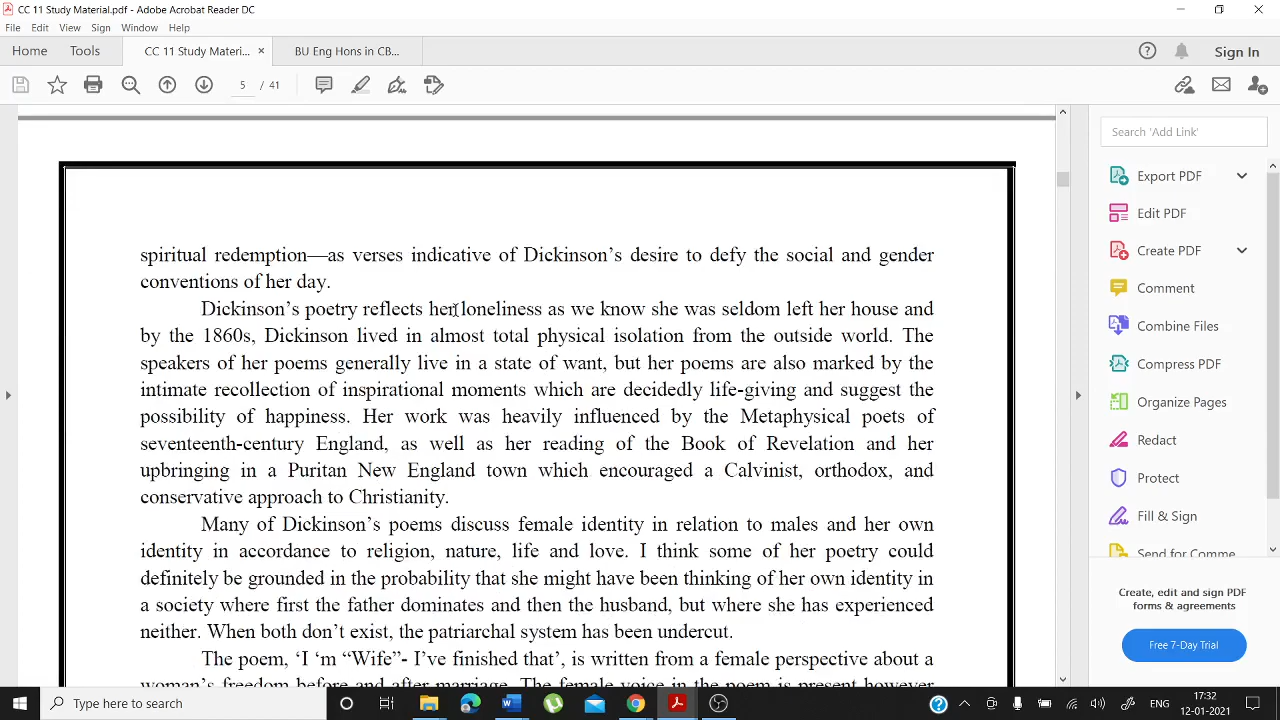 CC 11 Study Material.pdf - Adobe Acrobat Reader DC
File Edit View Sign Window Help
Home Tools CC 11 Study Materi... × BU Eng Hons in CB... Sign In
5 / 41
Search 'Add Link'
Export PDF
Edit PDF
Create PDF
Comment
Combine Files
Compress PDF
Organize Pages
Redact
Protect
Fill & Sign
Send for Comme
Create, edit and sign PDF
forms & agreements
Free 7-Day Trial
spiritual redemption—as verses indicative of Dickinson's desire to defy the social and gender
conventions of her day.
Dickinson's poetry reflects her loneliness as we know she was seldom left her house and
by the 1860s, Dickinson lived in almost total physical isolation from the outside world. The
speakers of her poems generally live in a state of want, but her poems are also marked by the
intimate recollection of inspirational moments which are decidedly life-giving and suggest the
possibility of happiness. Her work was heavily influenced by the Metaphysical poets of
seventeenth-century England, as well as her reading of the Book of Revelation and her
upbringing in a Puritan New England town which encouraged a Calvinist, orthodox, and
conservative approach to Christianity.
Many of Dickinson's poems discuss female identity in relation to males and her own
identity in accordance to religion, nature, life and love. I think some of her poetry could
definitely be grounded in the probability that she might have been thinking of her own identity in
a society where first the father dominates and then the husband, but where she has experienced
neither. When both don't exist, the patriarchal system has been undercut.
The poem, 'I 'm “Wife”- I've finished that', is written from a female perspective about a
woman's freedom before and after marriage. The female voice in the poem is present however
Type here to search
ENG
17:32
12-01-2021